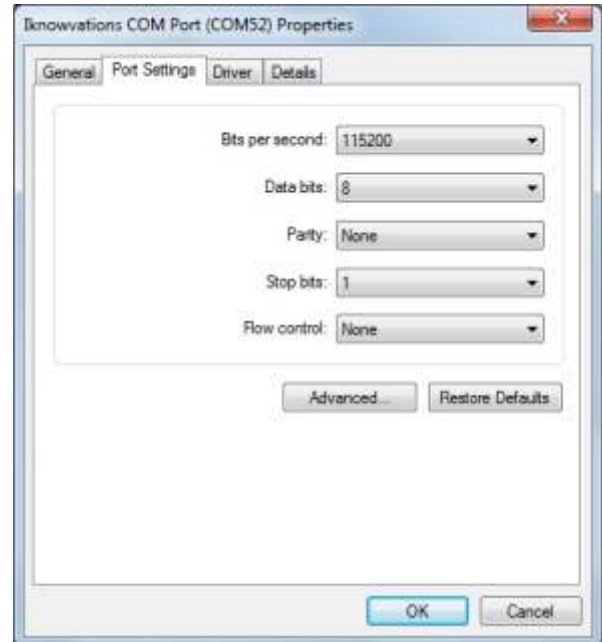 Iknowvations COM Port (COM52) Properties
General Port Settings Driver Details
Bits per second: 115200
Data bits: 8
Parity: None
Stop bits: 1
Flow control: None
Advanced... Restore Defaults
OK Cancel